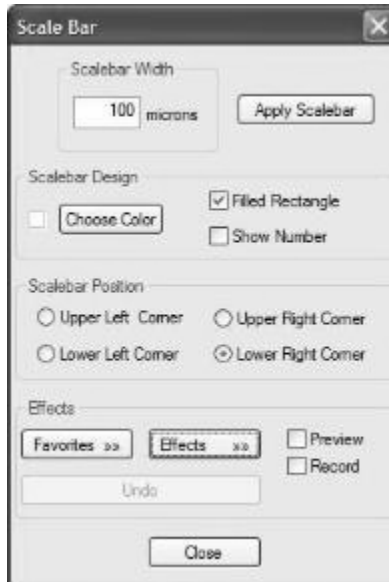 Scale Bar
Scalebar Width
100 microns
Apply Scalebar
Scalebar Design
Choose Color
Filled Rectangle
Show Number
Scalebar Position
Upper Left Corner
Upper Right Corner
Lower Left Corner
Lower Right Corner
Effects
Favorites »»
Effects »»
Preview
Record
Undo
Close